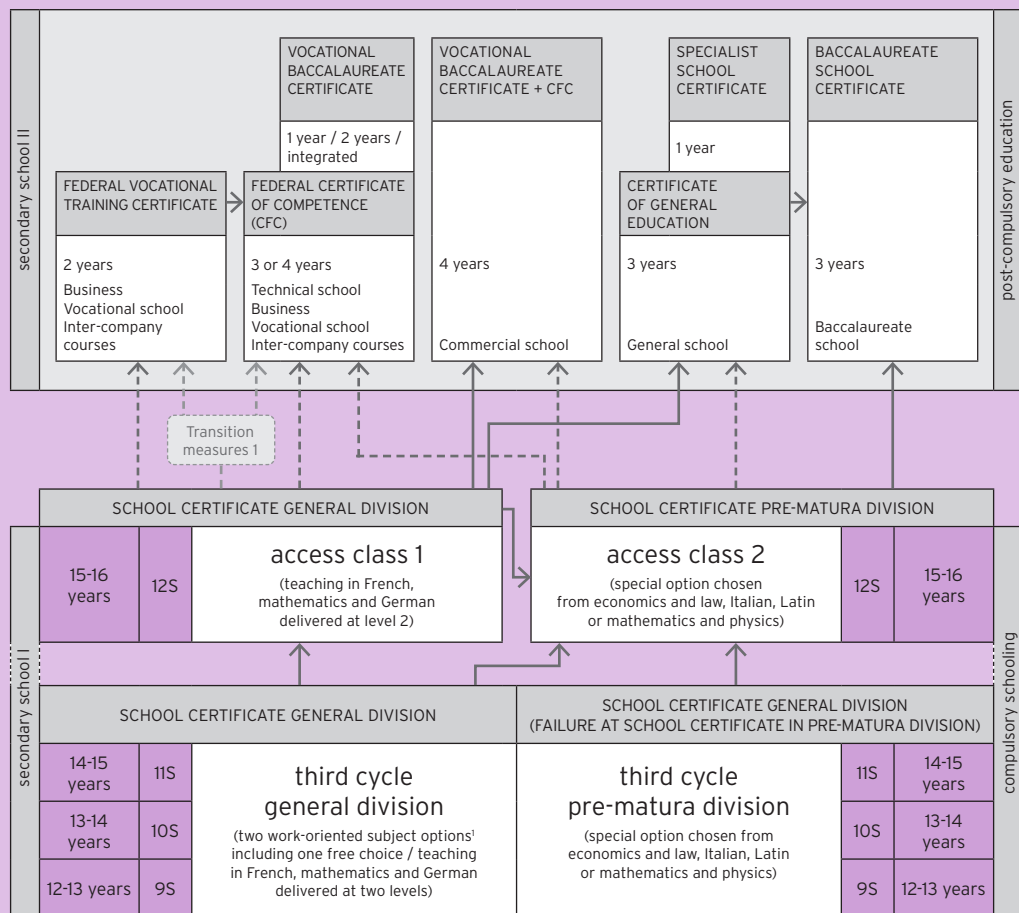 secondary school II
post-compulsory education
VOCATIONAL
BACCALAUREATE
CERTIFICATE
1 year / 2 years /
integrated
VOCATIONAL
BACCALAUREATE
CERTIFICATE + CFC
SPECIALIST
SCHOOL
CERTIFICATE
1 year
BACCALAUREATE
SCHOOL
CERTIFICATE
FEDERAL VOCATIONAL
TRAINING CERTIFICATE
2 years
Business
Vocational school
Inter-company
courses
FEDERAL CERTIFICATE
OF COMPETENCE
(CFC)
3 or 4 years
Technical school
Business
Vocational school
Inter-company courses
4 years
Commercial school
CERTIFICATE
OF GENERAL
EDUCATION
3 years
General school
3 years
Baccalaureate
school
Transition
measures 1
secondary school I
compulsory schooling
SCHOOL CERTIFICATE GENERAL DIVISION
15-16
years
12S
access class 1
(teaching in French,
mathematics and German
delivered at level 2)
SCHOOL CERTIFICATE PRE-MATURA DIVISION
access class 2
(special option chosen
from economics and law, Italian, Latin
or mathematics and physics)
12S
15-16
years
SCHOOL CERTIFICATE GENERAL DIVISION
14-15
years
11S
13-14
years
10S
12-13 years
9S
third cycle
general division
(two work-oriented subject options¹
including one free choice / teaching
in French, mathematics and German
delivered at two levels)
SCHOOL CERTIFICATE GENERAL DIVISION
(FAILURE AT SCHOOL CERTIFICATE IN PRE-MATURA DIVISION)
third cycle
pre-matura division
(special option chosen from
economics and law, Italian, Latin
or mathematics and physics)
11S
14-15
years
10S
13-14
years
9S
12-13 years